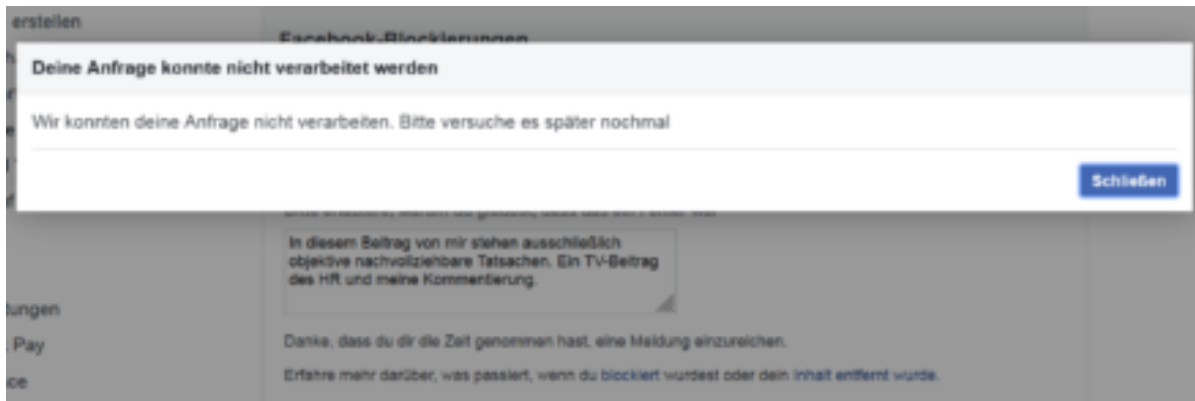 erstellen
Facebook-Blockierungen
Deine Anfrage konnte nicht verarbeitet werden
Wir konnten deine Anfrage nicht verarbeiten. Bitte versuche es später nochmal
Schließen
In diesem Beitrag von mir stehen ausschließlich
objektive nachvollziehbare Tatsachen. Ein TV-Beitrag
des HR und meine Kommentierung.
tungen
Pay
Danke, dass du dir die Zeit genommen hast, eine Meldung einzureichen.
ce
Erfahre mehr darüber, was passiert, wenn du blockiert wurdest oder dein Inhalt entfernt wurde.